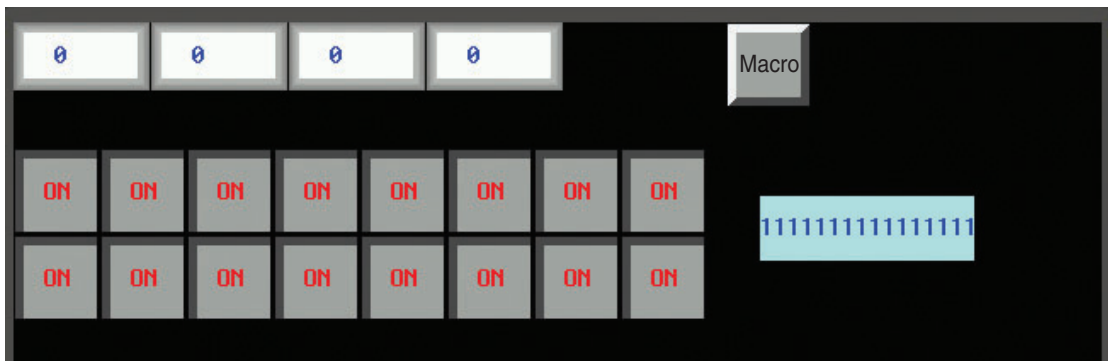 0 0 0 0 Macro
ON ON ON ON ON ON ON ON
1111111111111111
ON ON ON ON ON ON ON ON